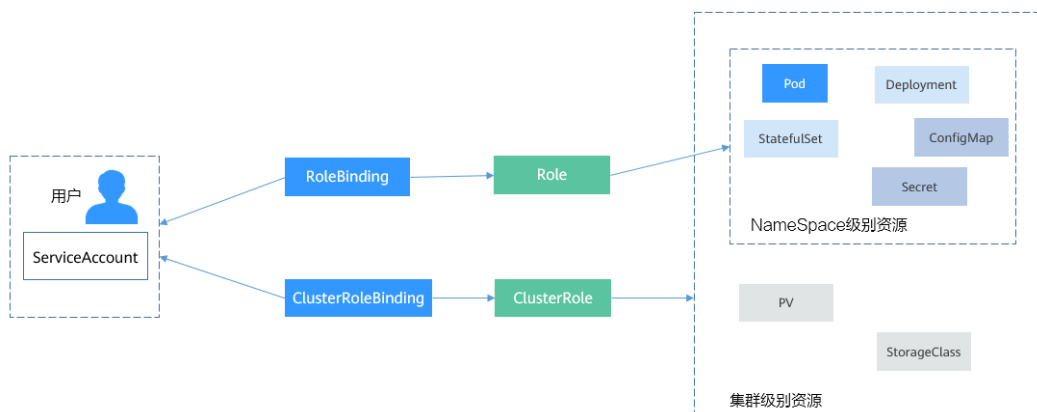 用户
ServiceAccount
RoleBinding
Role
ClusterRoleBinding
ClusterRole
Pod
Deployment
StatefulSet
ConfigMap
Secret
NameSpace级别资源
PV
StorageClass
集群级别资源